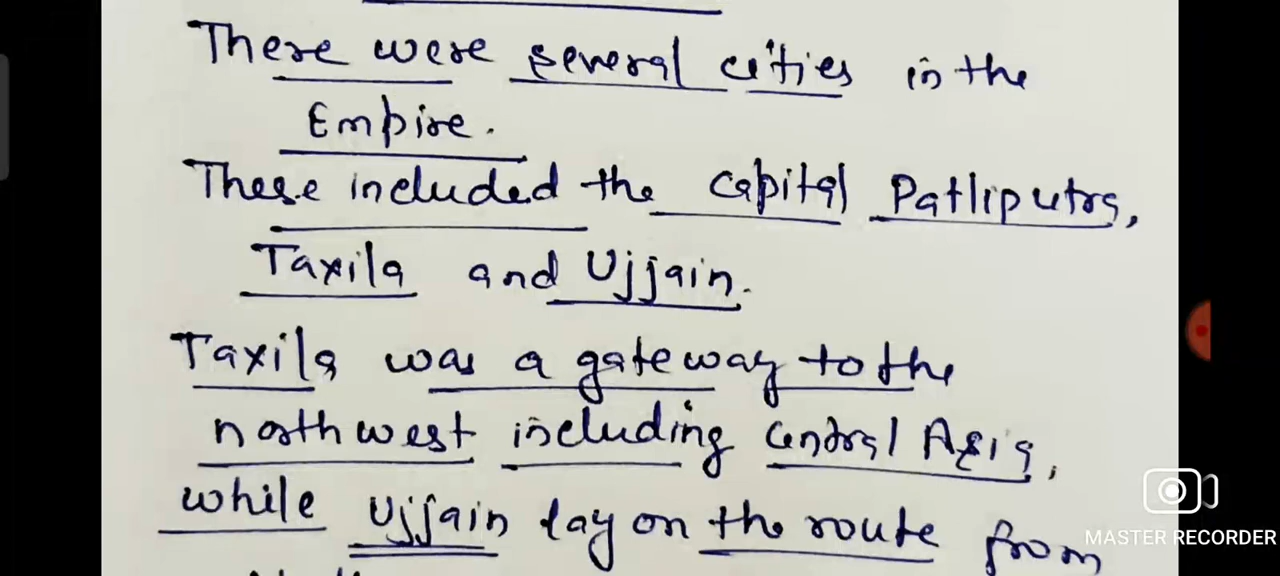 There were several cities in the
Empire.
These included the capital Patliputra,
Taxila and Ujjain.
Taxila was a gateway to the
northwest including Central Asia,
while Ujjain lay on the route from
MASTER RECORDER